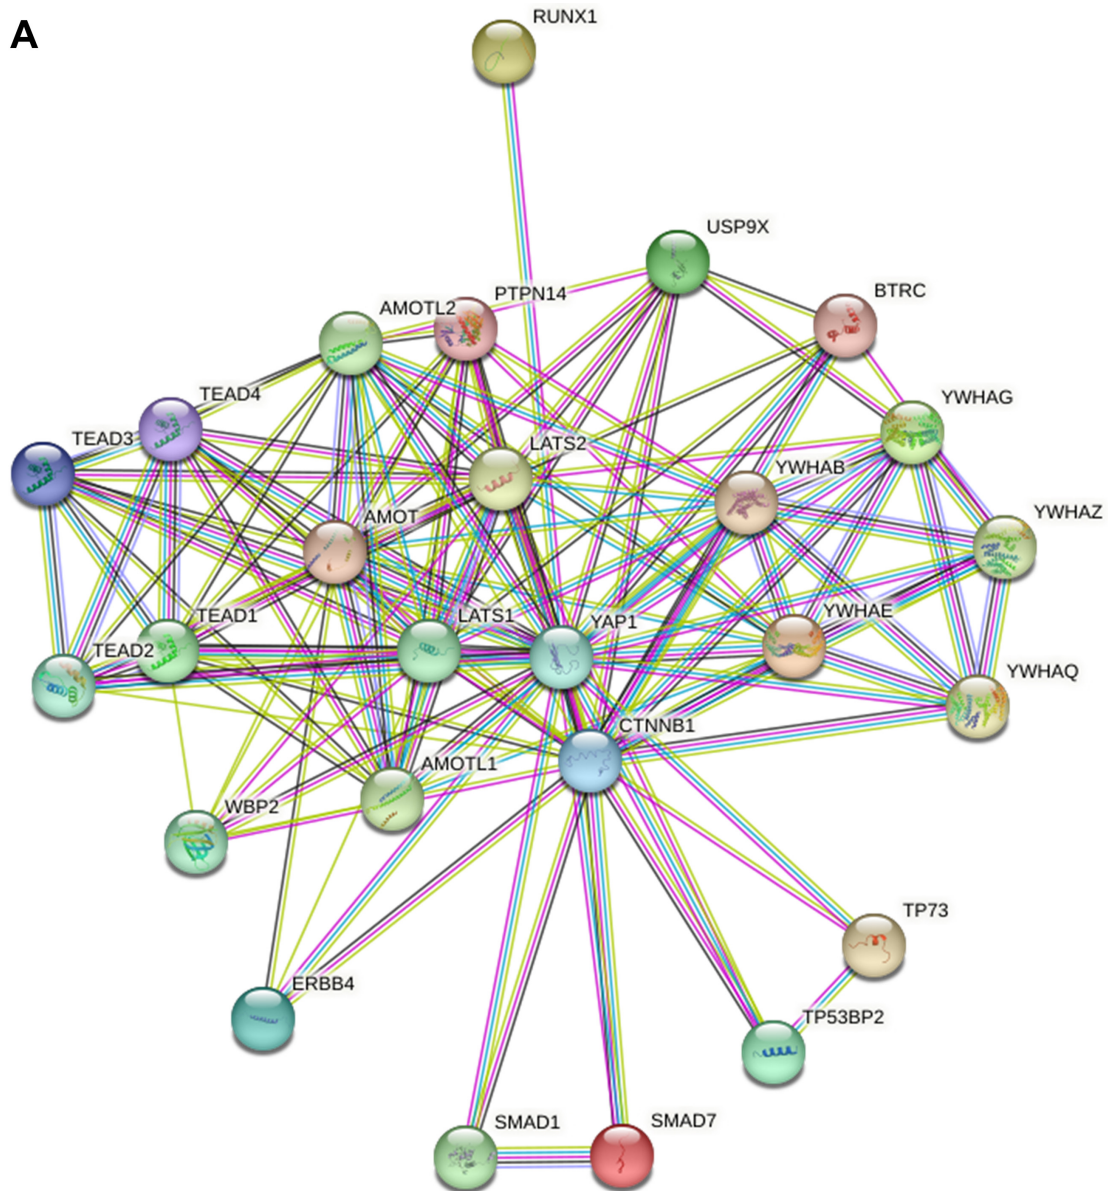 A
RUNX1
USP9X
BTRC
PTPN14
AMOTL2
TEAD4
YWHAG
TEAD3
LATS2
YWHAB
AMOT
YWHAZ
TEAD1
LATS1
YAP1
YWHAE
TEAD2
YWHAQ
CTNNB1
AMOTL1
WBP2
TP73
ERBB4
TP53BP2
SMAD1
SMAD7